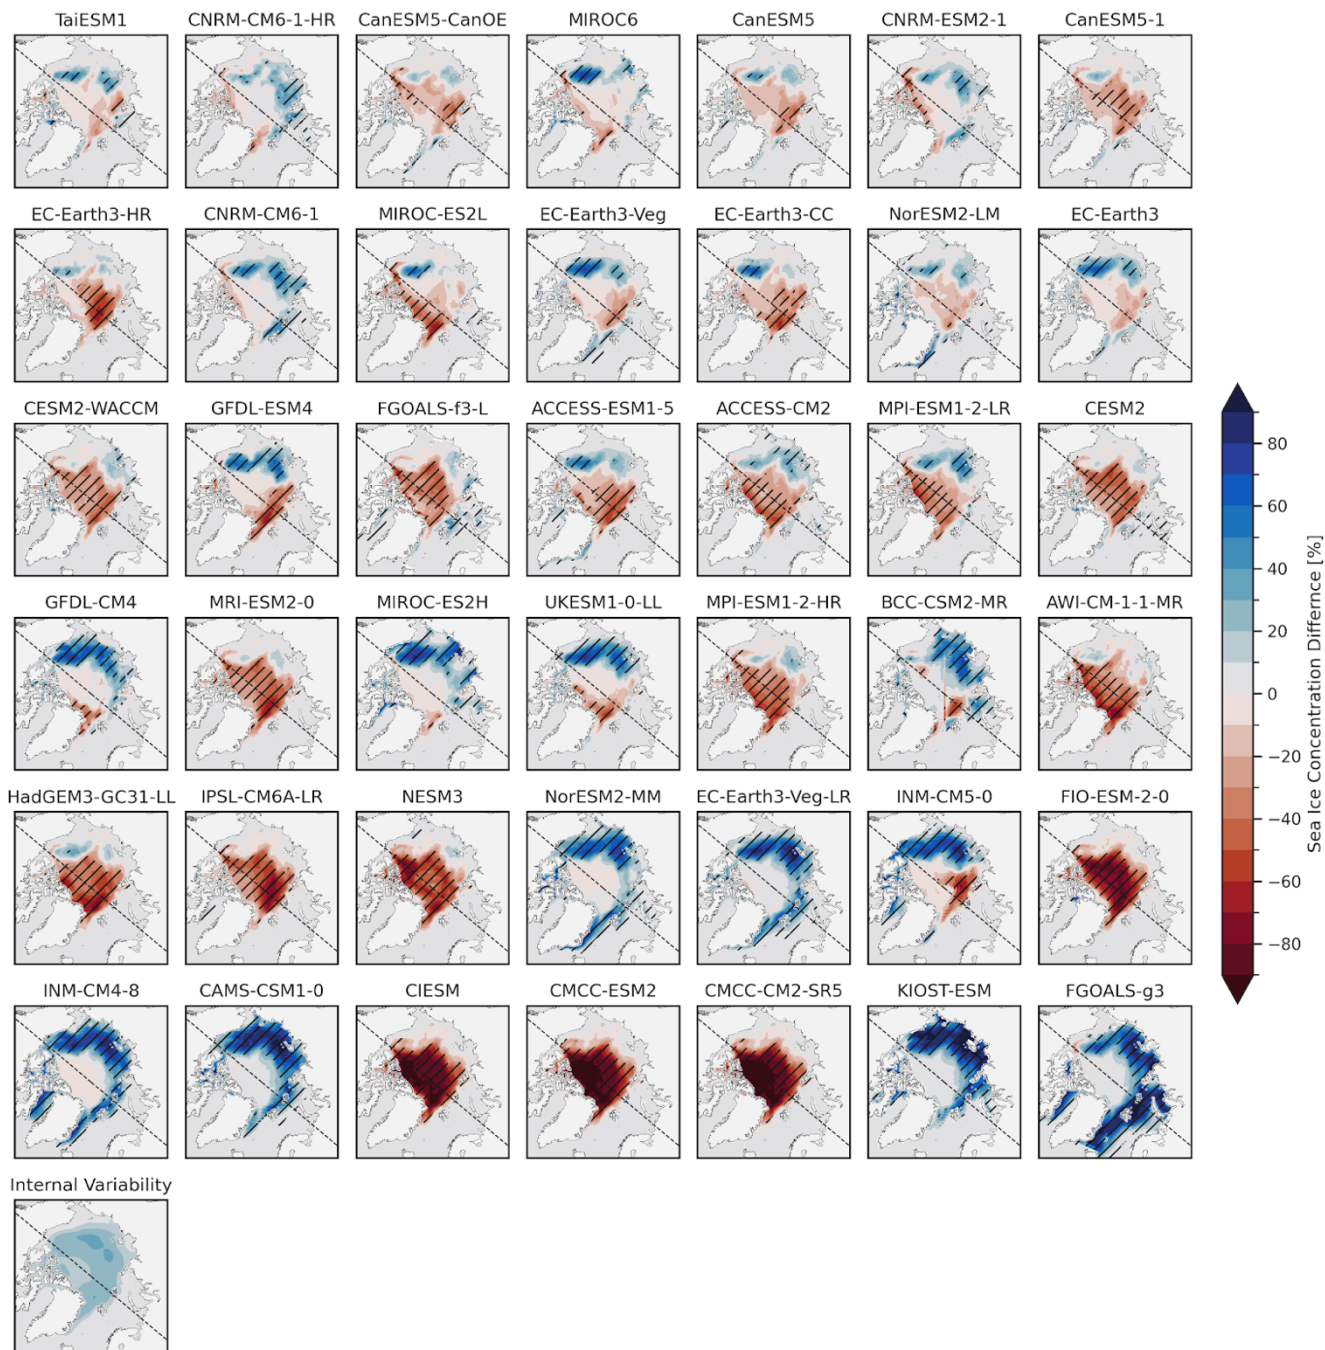 TaiESM1 CNRM-CM6-1-HR CanESM5-CanOE MIROC6 CanESM5 CNRM-ESM2-1 CanESM5-1
EC-Earth3-HR CNRM-CM6-1 MIROC-ES2L EC-Earth3-Veg EC-Earth3-CC NorESM2-LM EC-Earth3
CESM2-WACCM GFDL-ESM4 FGOALS-f3-L ACCESS-ESM1-5 ACCESS-CM2 MPI-ESM1-2-LR CESM2
GFDL-CM4 MRI-ESM2-0 MIROC-ES2H UKESM1-0-LL MPI-ESM1-2-HR BCC-CSM2-MR AWI-CM-1-1-MR
HadGEM3-GC31-LL IPSL-CM6A-LR NESM3 NorESM2-MM EC-Earth3-Veg-LR INM-CM5-0 FIO-ESM-2-0
INM-CM4-8 CAMS-CSM1-0 CIESM CMCC-ESM2 CMCC-CM2-SR5 KIOST-ESM FGOALS-g3
Internal Variability
80
60
40
20
0
−20
−40
−60
−80
Sea Ice Concentration Differnce [%]